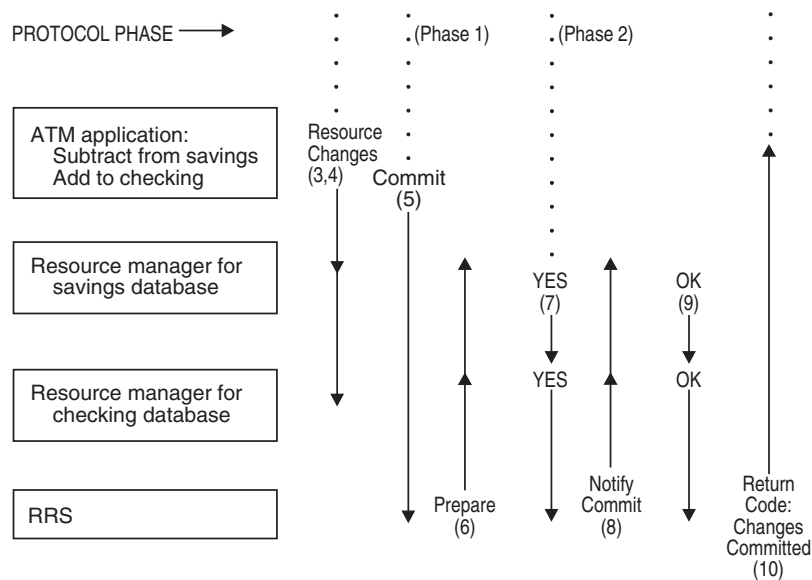 PROTOCOL PHASE
(Phase 1)
(Phase 2)
ATM application:
Subtract from savings
Add to checking
Resource
Changes
(3,4)
Commit
(5)
Resource manager for
savings database
YES
(7)
OK
(9)
Resource manager for
checking database
YES
OK
RRS
Prepare
(6)
Notify
Commit
(8)
Return
Code:
Changes
Committed
(10)